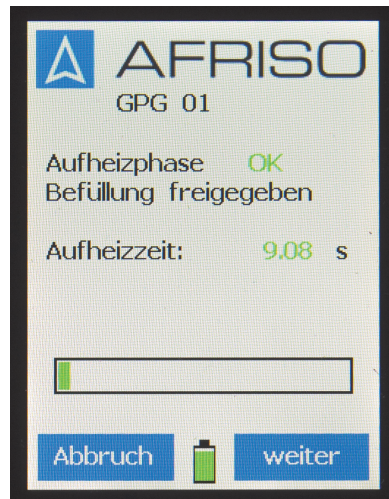 AFRISO
GPG 01
Aufheizphase OK
Befüllung freigegeben
Aufheizzeit: 9.08 s
Abbruch weiter